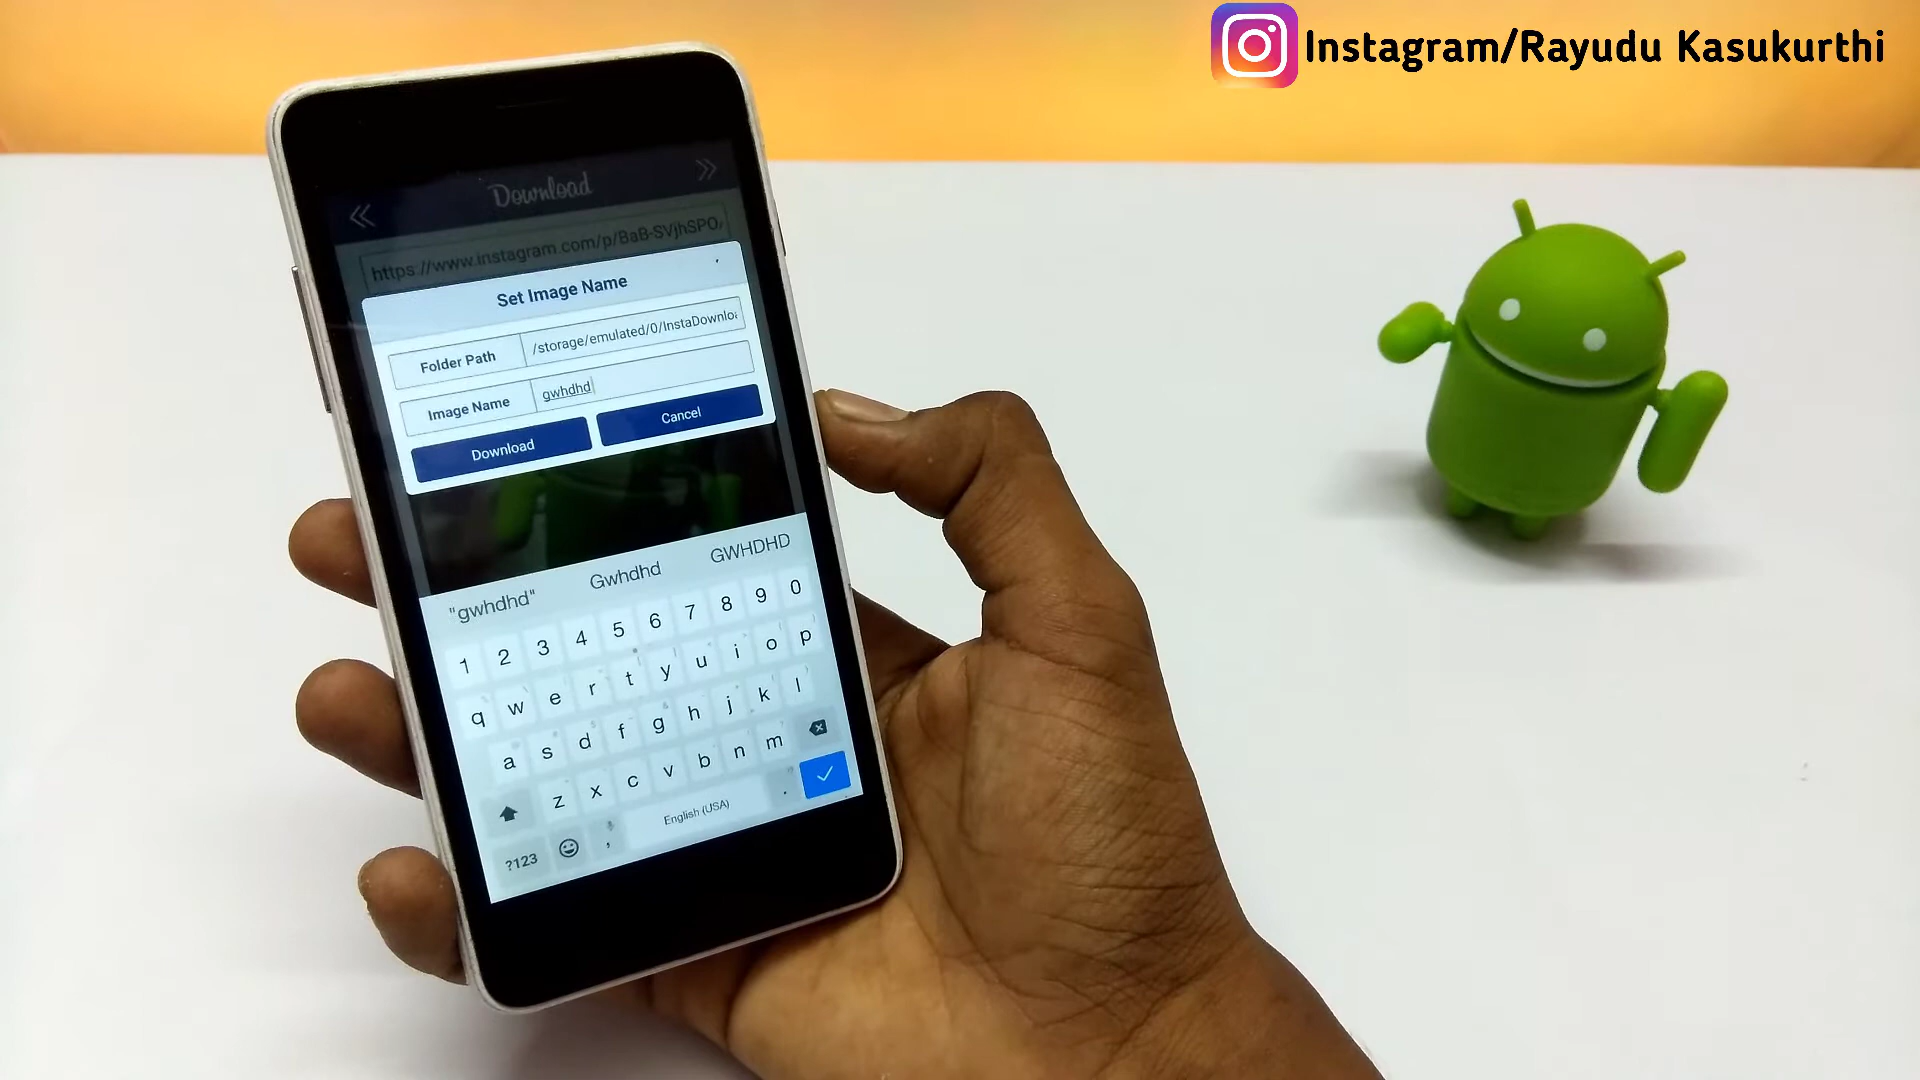 Instagram/Rayudu Kasukurthi
Download
https://www.instagram.com/p/BaB-SVjhSPO
Set Image Name
Folder Path
/storage/emulated/0/InstaDownlo
Image Name
gwhdhd
Download
Cancel
"gwhdhd" Gwhdhd GWHDHD
1 2 3 4 5 6 7 8 9 0
q w e r t y u i o p
a s d f g h j k l
z x c v b n m
?123 , English (USA) .